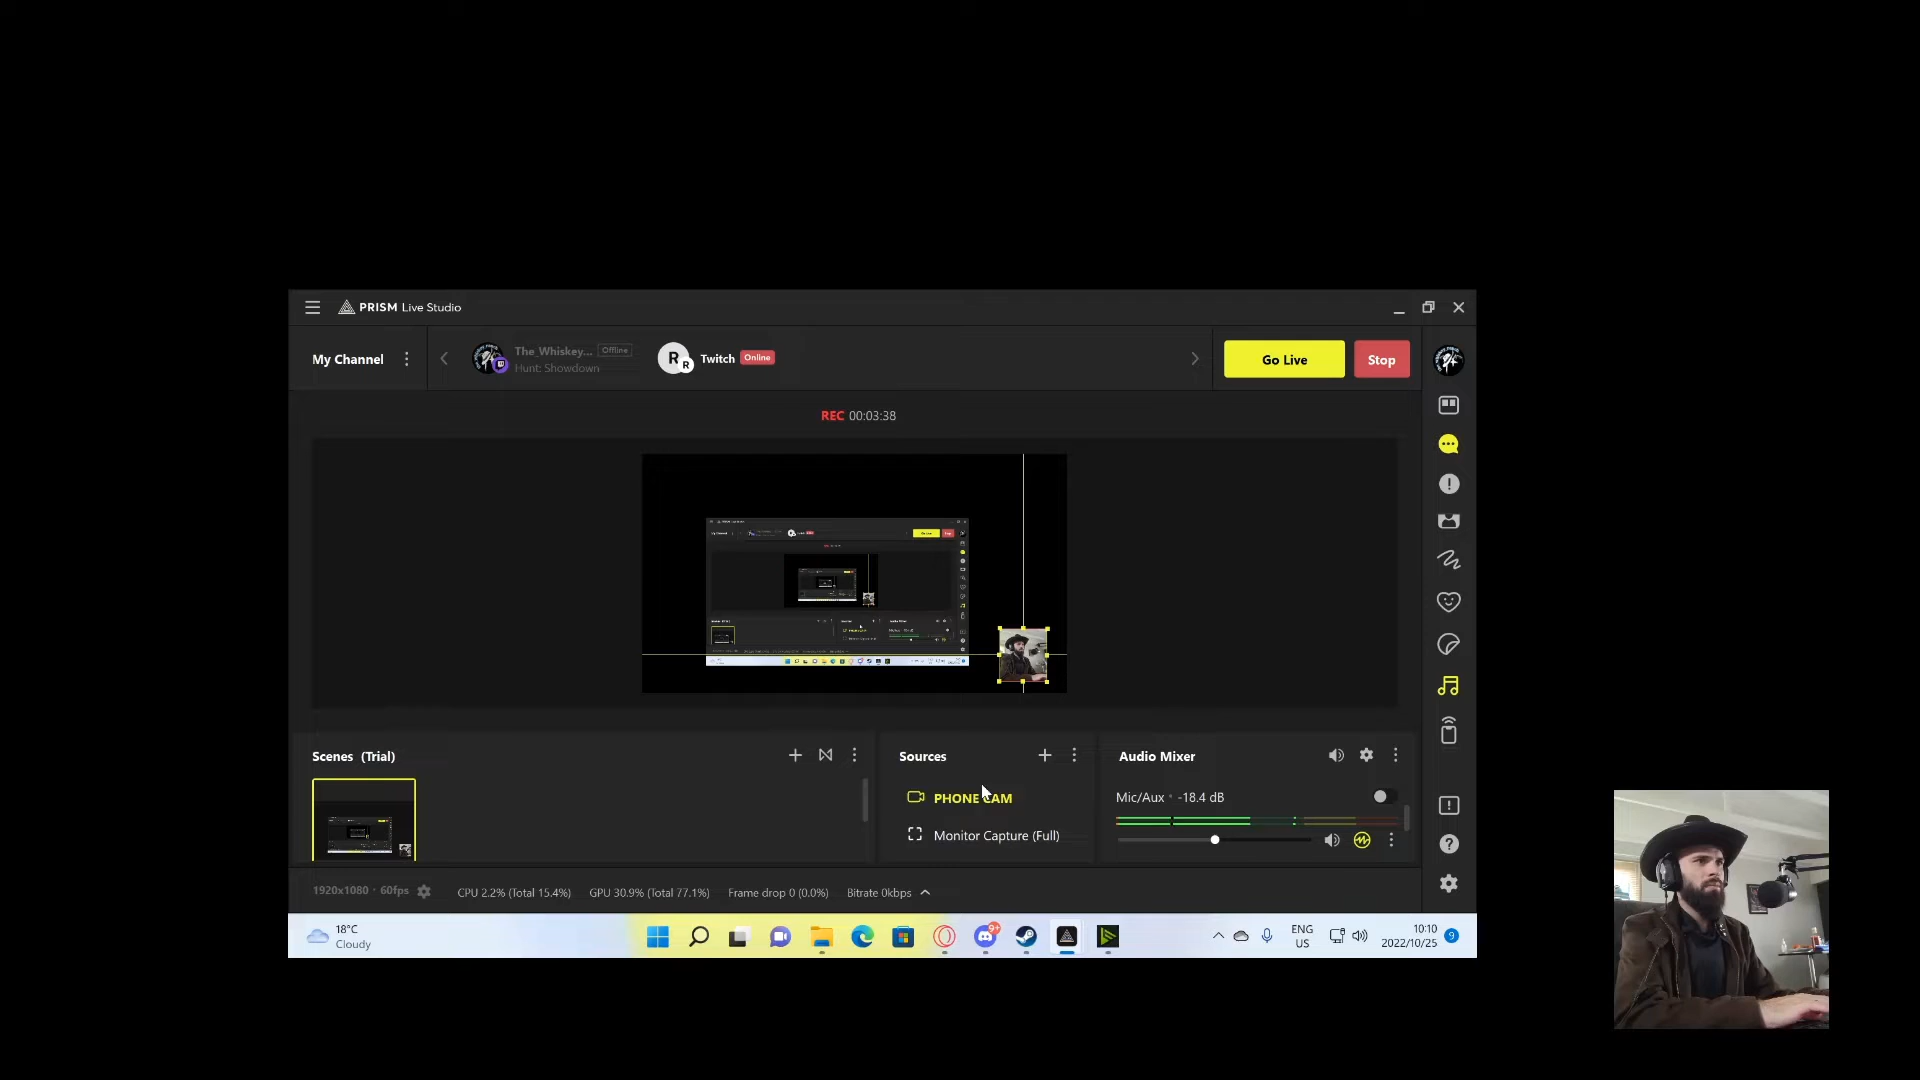 PRISM Live Studio
My Channel
The_Whiskey... Offline
Hunt: Showdown
R
R
Twitch Online
Go Live
Stop
REC 00:03:38
Scenes (Trial)
Sources
Audio Mixer
PHONE CAM
Monitor Capture (Full)
Mic/Aux • -18.4 dB
1920x1080 • 60fps
CPU 2.2% (Total 15.4%)
GPU 30.9% (Total 77.1%)
Frame drop 0 (0.0%)
Bitrate 0kbps
18°C
Cloudy
9+
ENG
US
10:10
2022/10/25
9